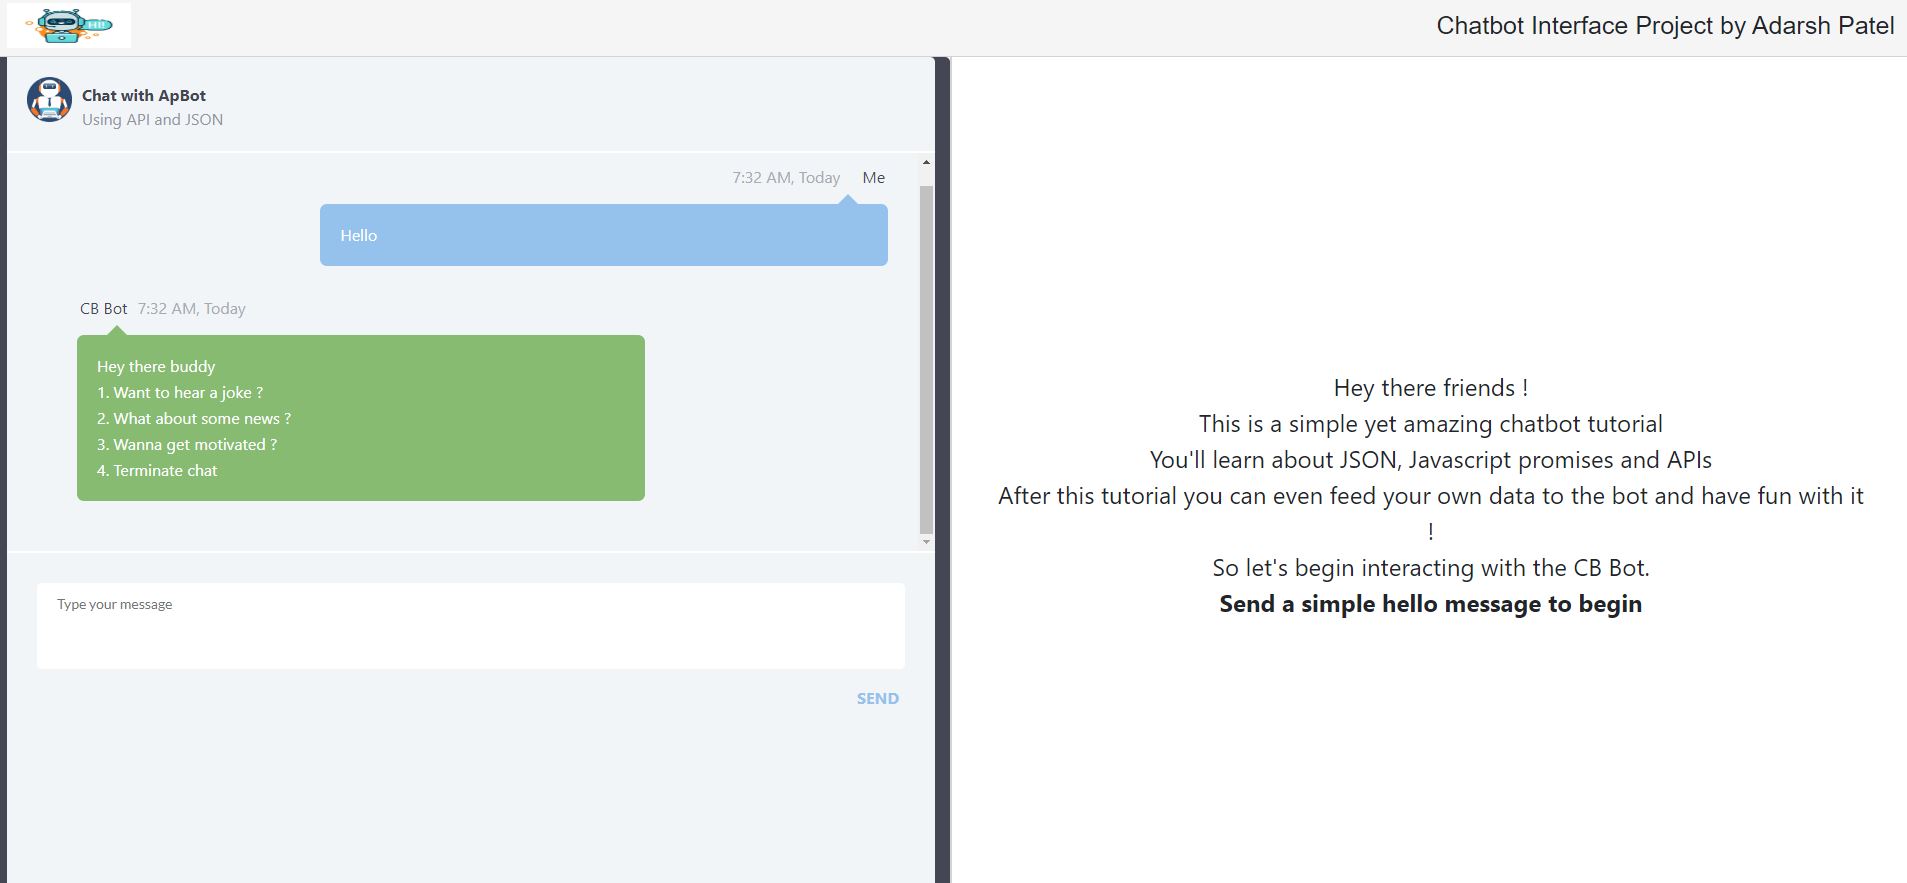 HI!
Chatbot Interface Project by Adarsh Patel
Chat with ApBot
Using API and JSON
7:32 AM, Today Me
Hello
CB Bot 7:32 AM, Today
Hey there buddy
1. Want to hear a joke ?
2. What about some news ?
3. Wanna get motivated ?
4. Terminate chat
Type your message
SEND
Hey there friends !
This is a simple yet amazing chatbot tutorial
You'll learn about JSON, Javascript promises and APIs
After this tutorial you can even feed your own data to the bot and have fun with it
!
So let's begin interacting with the CB Bot.
Send a simple hello message to begin